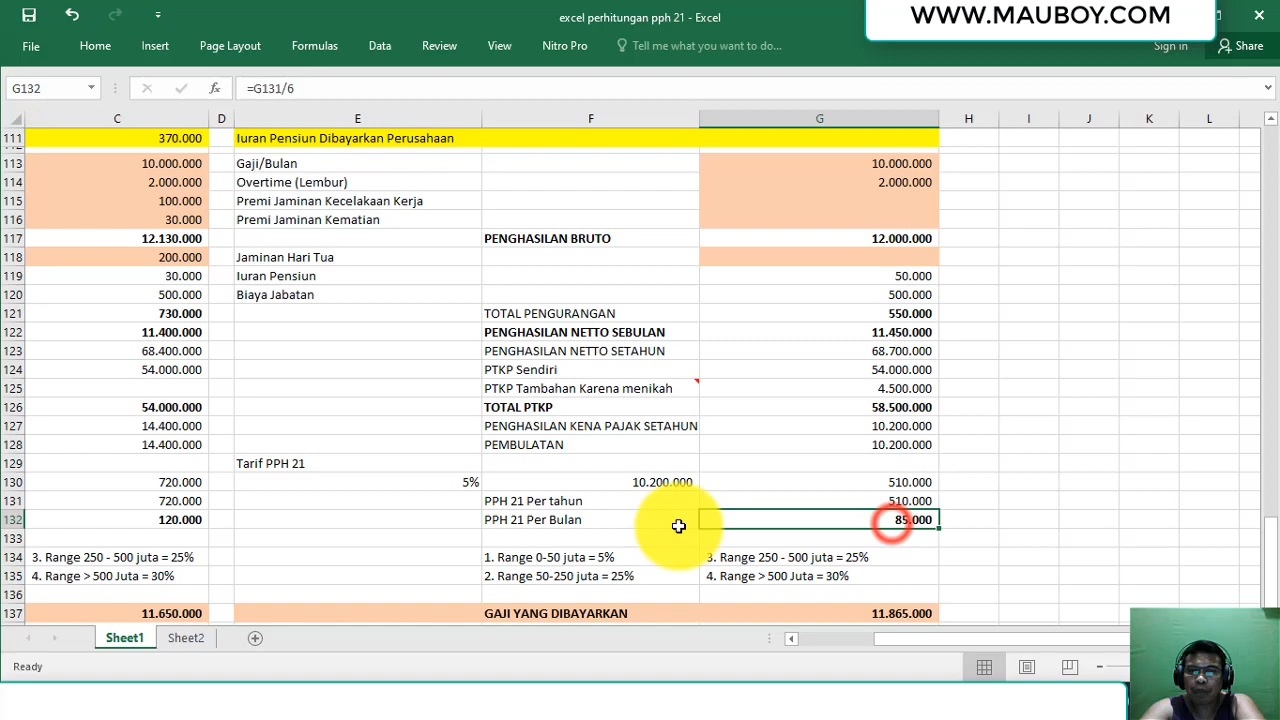 excel perhitungan pph 21 - Excel
WWW.MAUBOY.COM
File Home Insert Page Layout Formulas Data Review View Nitro Pro Tell me what you want to do... Sign in Share
G132 fx =G131/6
C D E F G H I J K L
111 370.000 Iuran Pensiun Dibayarkan Perusahaan
113 10.000.000 Gaji/Bulan 10.000.000
114 2.000.000 Overtime (Lembur) 2.000.000
115 100.000 Premi Jaminan Kecelakaan Kerja
116 30.000 Premi Jaminan Kematian
117 12.130.000 PENGHASILAN BRUTO 12.000.000
118 200.000 Jaminan Hari Tua
119 30.000 Iuran Pensiun 50.000
120 500.000 Biaya Jabatan 500.000
121 730.000 TOTAL PENGURANGAN 550.000
122 11.400.000 PENGHASILAN NETTO SEBULAN 11.450.000
123 68.400.000 PENGHASILAN NETTO SETAHUN 68.700.000
124 54.000.000 PTKP Sendiri 54.000.000
125 PTKP Tambahan Karena menikah 4.500.000
126 54.000.000 TOTAL PTKP 58.500.000
127 14.400.000 PENGHASILAN KENA PAJAK SETAHUN 10.200.000
128 14.400.000 PEMBULATAN 10.200.000
129 Tarif PPH 21
130 720.000 5% 10.200.000 510.000
131 720.000 PPH 21 Per tahun 510.000
132 120.000 PPH 21 Per Bulan 85.000
133
134 3. Range 250 - 500 juta = 25% 1. Range 0-50 juta = 5% 3. Range 250 - 500 juta = 25%
135 4. Range > 500 Juta = 30% 2. Range 50-250 juta = 25% 4. Range > 500 Juta = 30%
136
137 11.650.000 GAJI YANG DIBAYARKAN 11.865.000
Sheet1 Sheet2
Ready